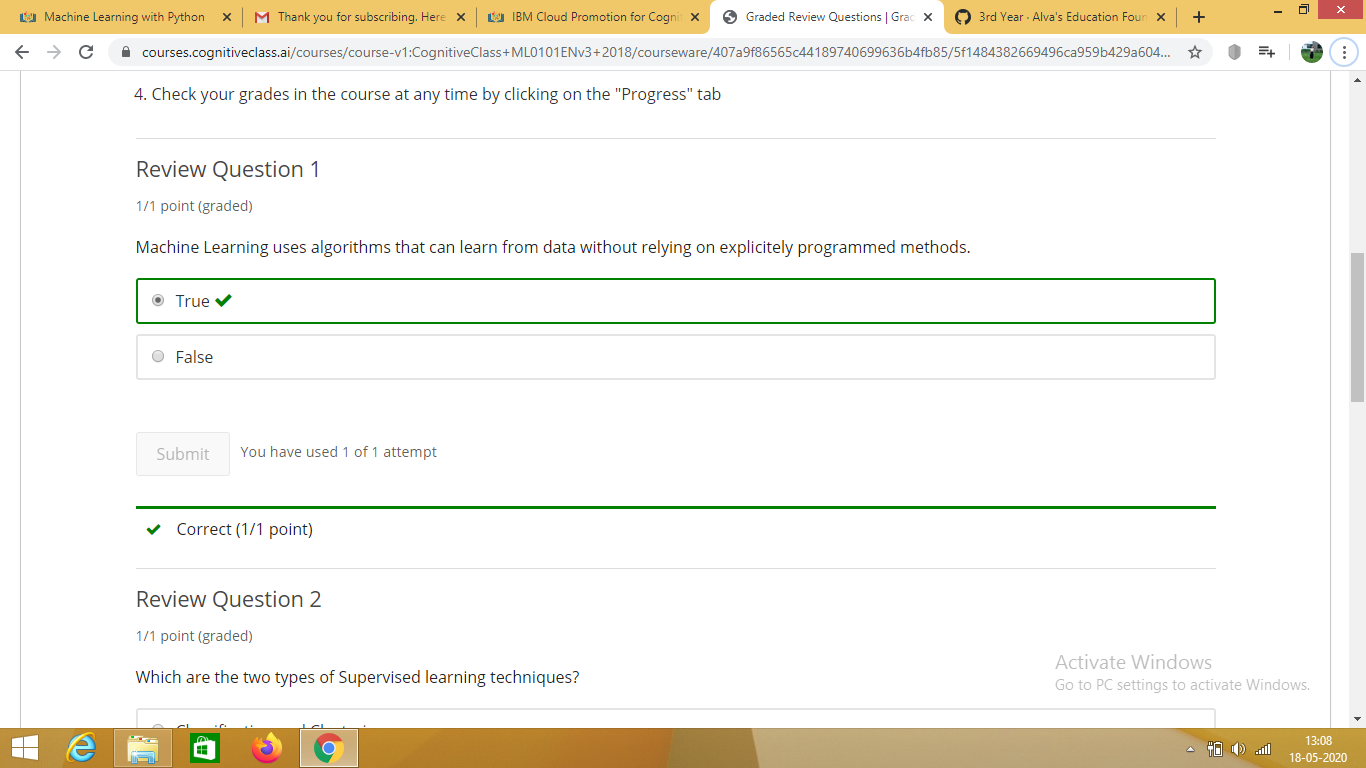 Machine Learning with Python
Thank you for subscribing. Here
IBM Cloud Promotion for Cogni
Graded Review Questions | Grac
3rd Year · Alva's Education Foun
courses.cognitiveclass.ai/courses/course-v1:CognitiveClass+ML0101ENv3+2018/courseware/407a9f86565c44189740699636b4fb85/5f1484382669496ca959b429a604...
4. Check your grades in the course at any time by clicking on the "Progress" tab
Review Question 1
1/1 point (graded)
Machine Learning uses algorithms that can learn from data without relying on explicitely programmed methods.
True
False
Submit
You have used 1 of 1 attempt
Correct (1/1 point)
Review Question 2
1/1 point (graded)
Which are the two types of Supervised learning techniques?
Activate Windows
Go to PC settings to activate Windows.
13:08
18-05-2020